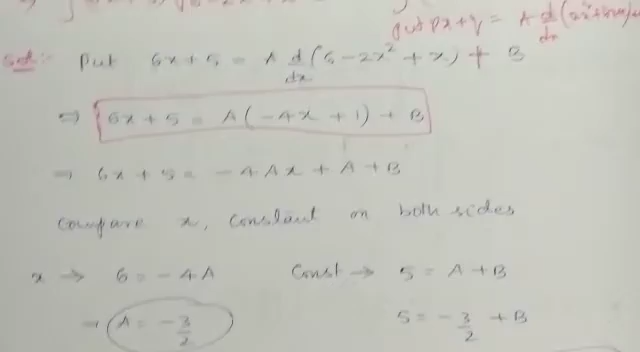 put px+q = A d/dx (ax²+bx+c)
Sol:- Put 6x+5 = A d/dx (6-2x²+x) + B
⇒ 6x+5 = A(-4x+1)+B
⇒ 6x+5 = -4Ax+A+B
Compare x, constant on both sides
x → 6 = -4A Const → 5 = A+B
⇒ A = -3/2 5 = -3/2 + B